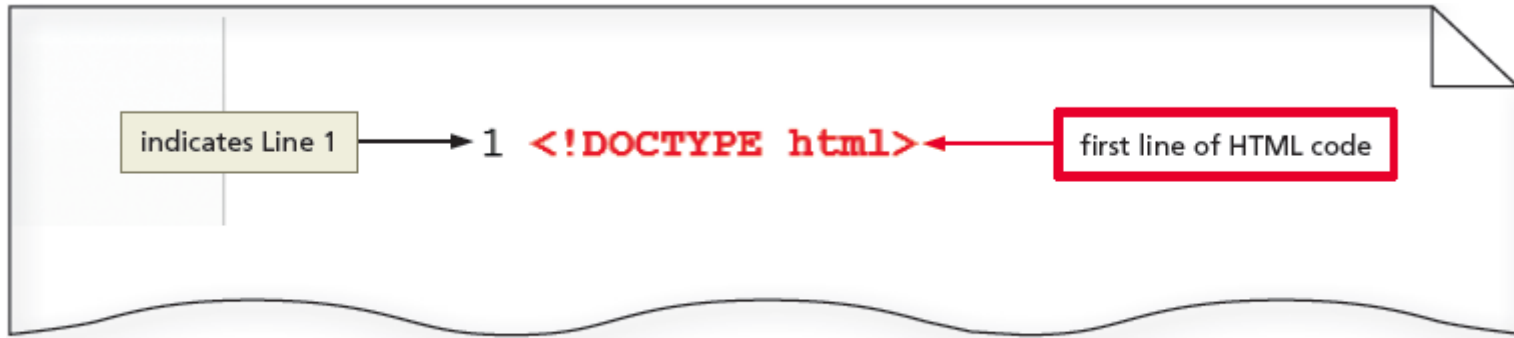 indicates Line 1
1 <!DOCTYPE html>
first line of HTML code